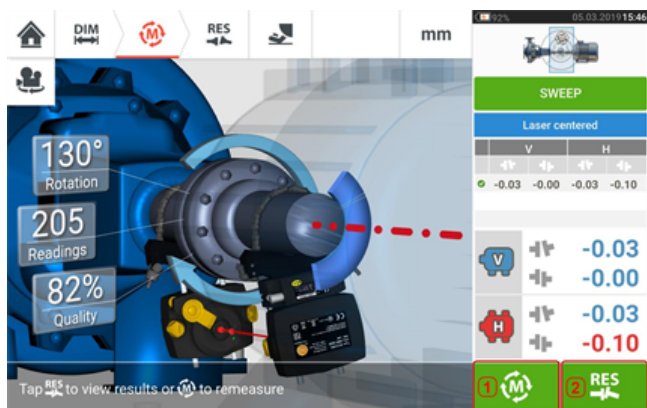 DIM
M
RES
mm
92%
05.03.2019 15:46
130°
Rotation
205
Readings
82%
Quality
Tap RES to view results or M to remeasure
SWEEP
Laser centered
V H
-0.03 -0.00 -0.03 -0.10
V
-0.03
-0.00
H
-0.03
-0.10
1 M
2 RES